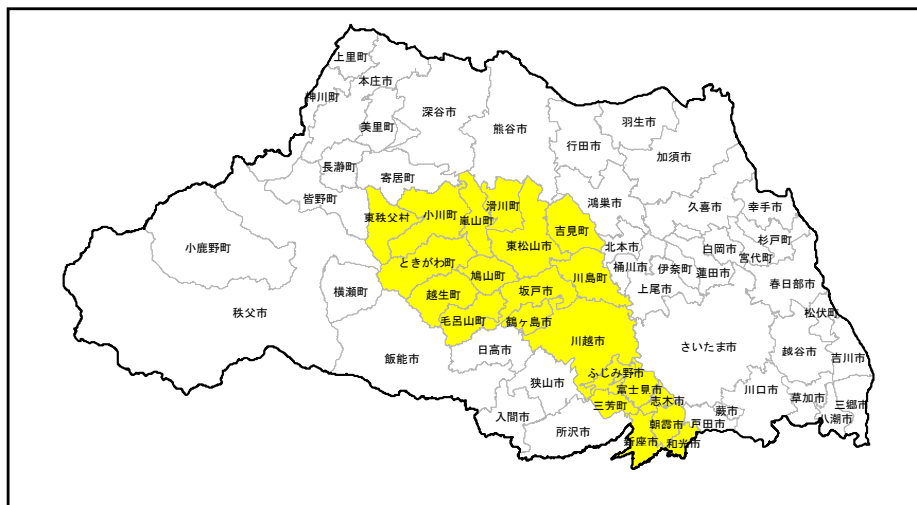 上里町
本庄市
神川町
美里町
深谷市
熊谷市
羽生市
行田市
加須市
長瀞町
寄居町
皆野町
東秩父村
小川町
嵐山町
滑川町
吉見町
鴻巣市
久喜市
幸手市
小鹿野町
ときがわ町
東松山市
北本市
白岡市
杉戸町
宮代町
鳩山町
川島町
桶川市
伊奈町
蓮田市
春日部市
横瀬町
越生町
坂戸市
上尾市
秩父市
毛呂山町
鶴ヶ島市
松伏町
飯能市
日高市
川越市
さいたま市
越谷市
吉川市
狭山市
ふじみ野市
富士見市
川口市
三芳町
志木市
草加市
三郷市
入間市
所沢市
朝霞市
蕨市
戸田市
八潮市
新座市
和光市